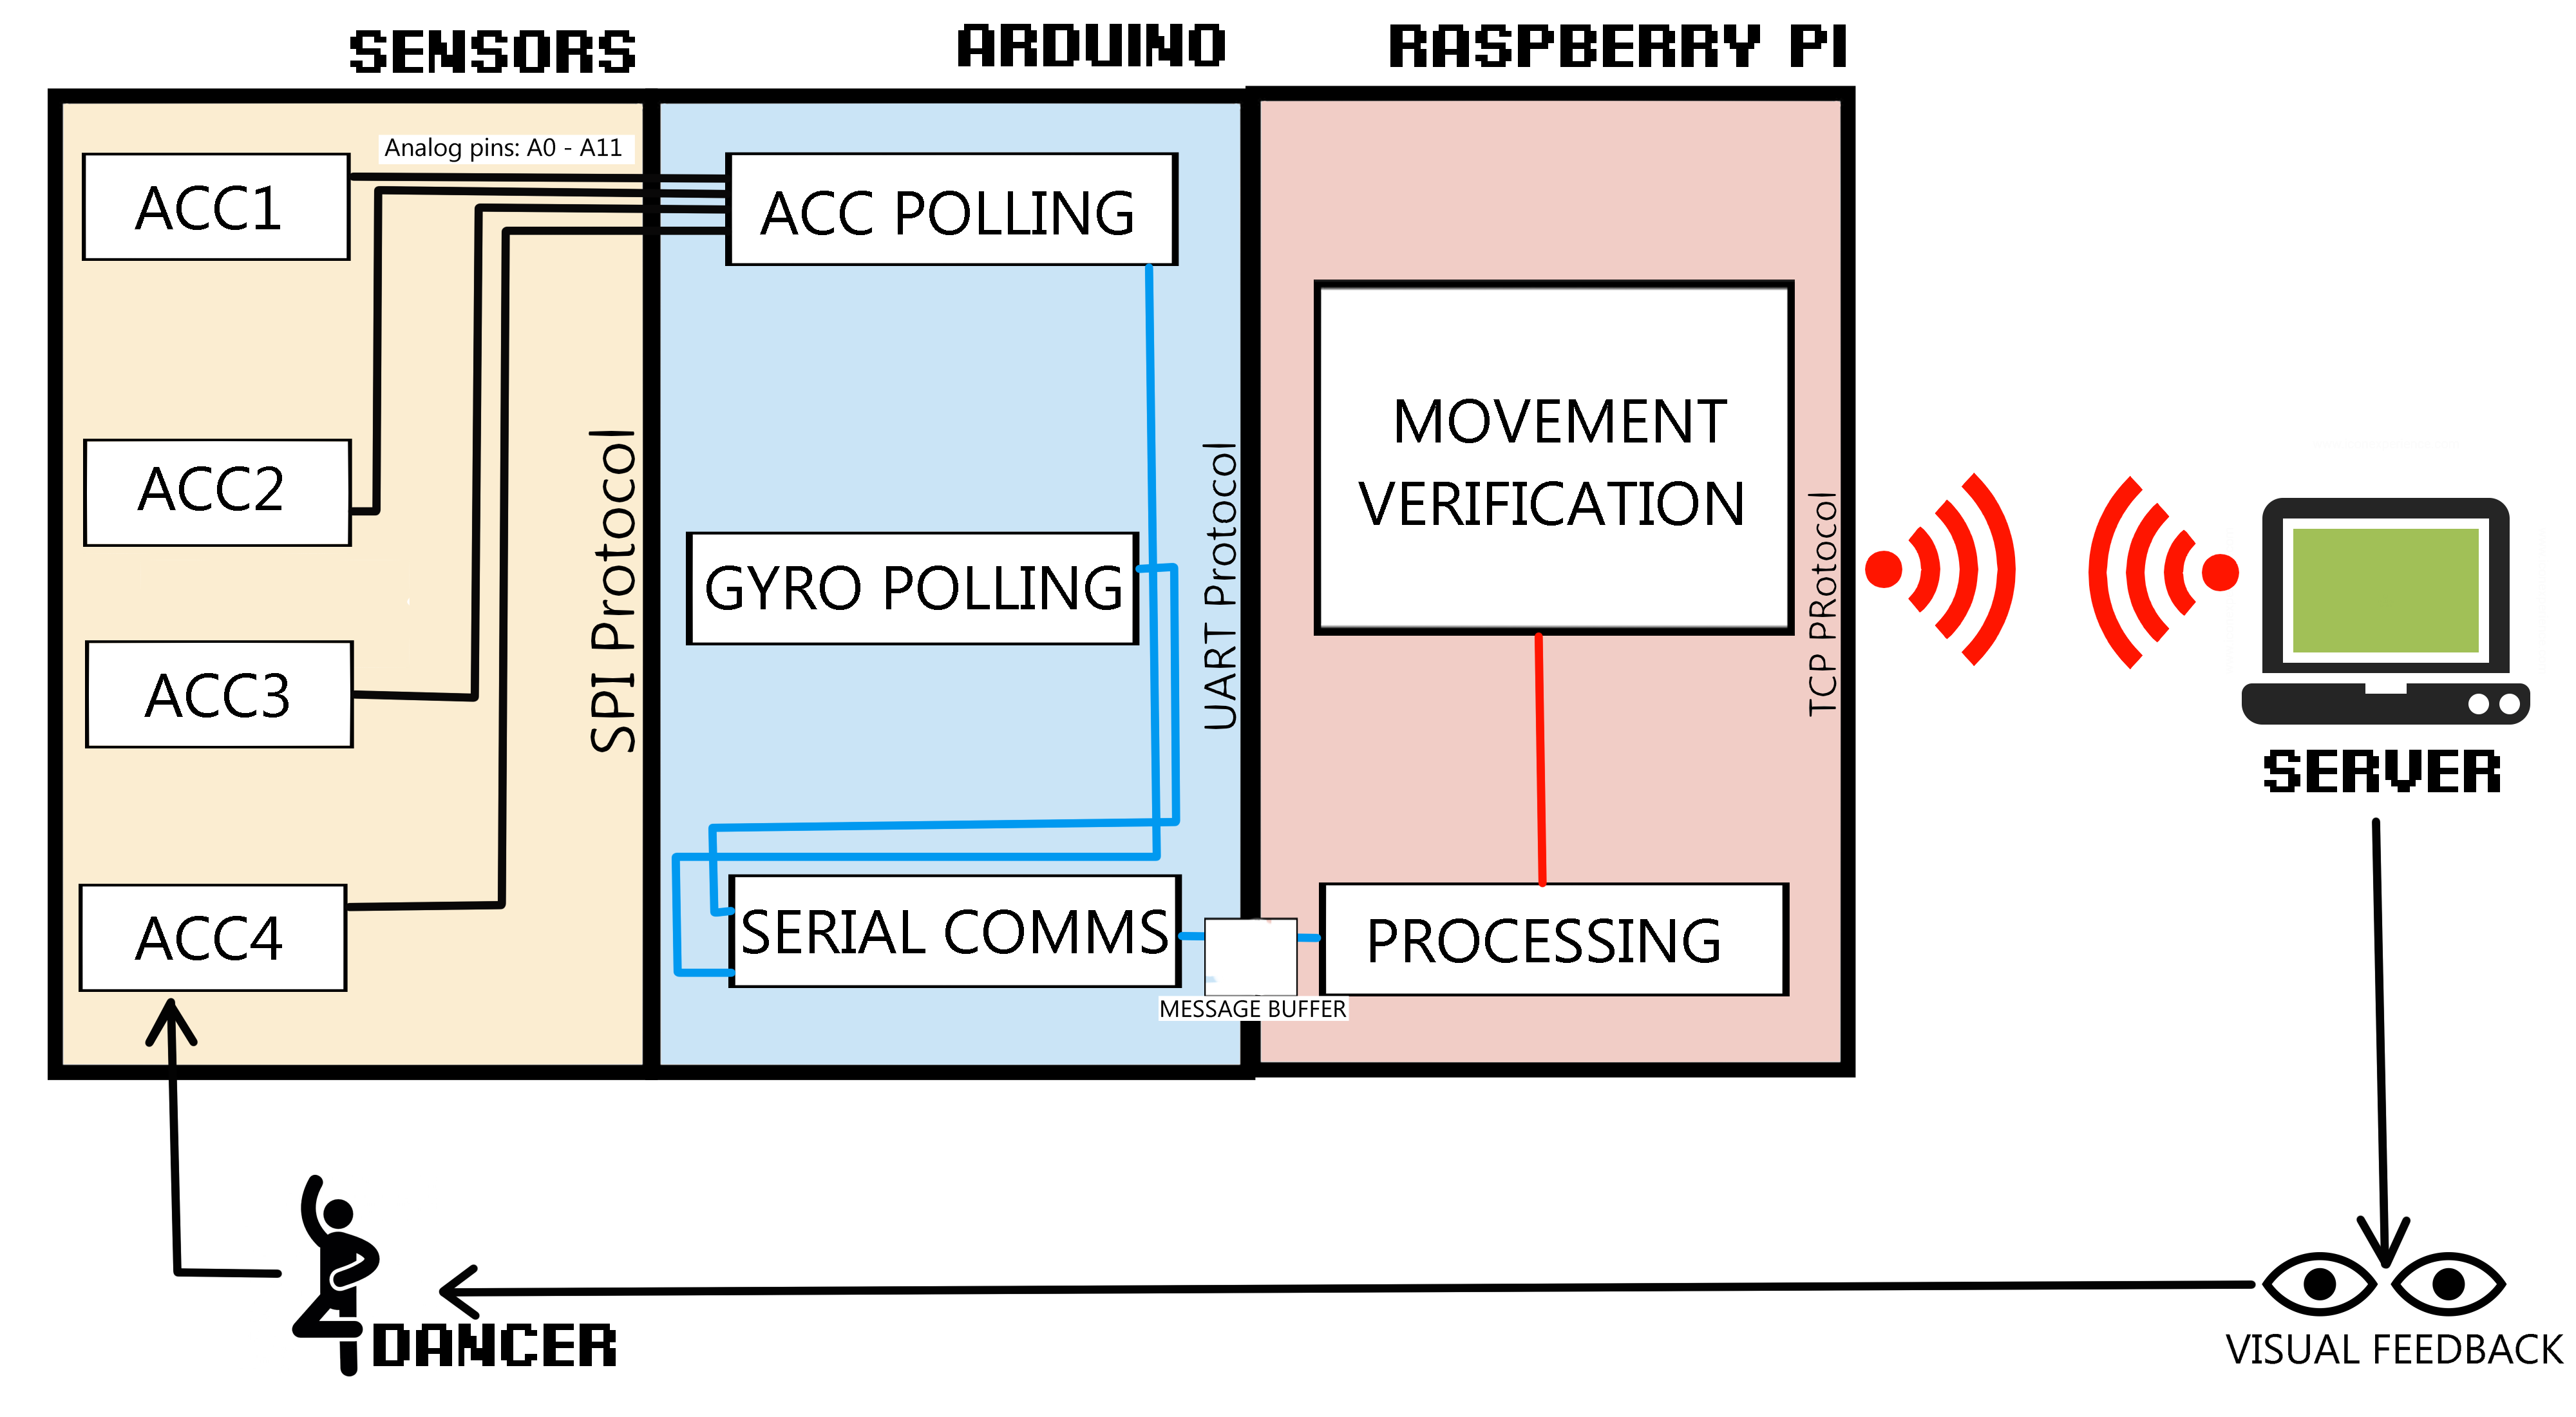 SENSORS
ARDUINO
RASPBERRY PI
Analog pins: A0 - A11
ACC1
ACC2
ACC3
ACC4
SPI Protocol
ACC POLLING
GYRO POLLING
SERIAL COMMS
UART Protocol
MESSAGE BUFFER
MOVEMENT
VERIFICATION
PROCESSING
TCP PRotocol
SERVER
DANCER
VISUAL FEEDBACK